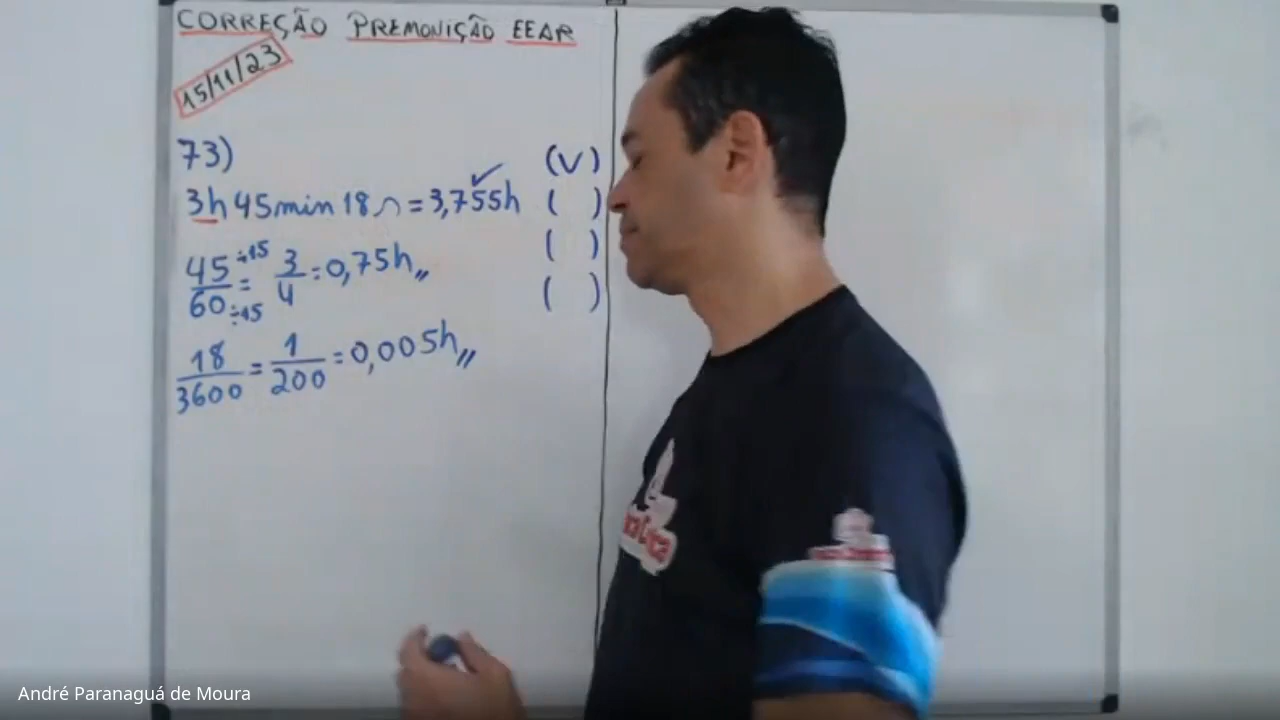 CORREÇÃO PREMONIÇÃO EEAR
15/11/23
73)
(V)
3h 45min 18s = 3,755h ✓ ( )
( )
45/60 ÷15 ÷15 = 3/4 = 0,75h,,
( )
18/3600 = 1/200 = 0,005h,,
André Paranaguá de Moura